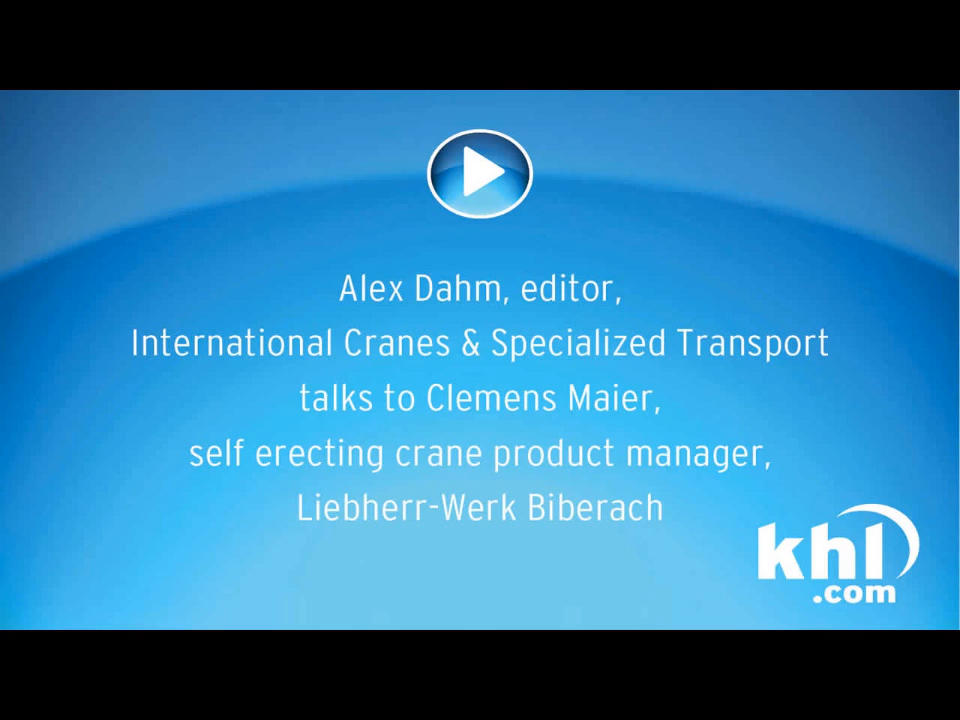 Alex Dahm, editor,
International Cranes & Specialized Transport
talks to Clemens Maier,
self erecting crane product manager,
Liebherr-Werk Biberach
khl
.com